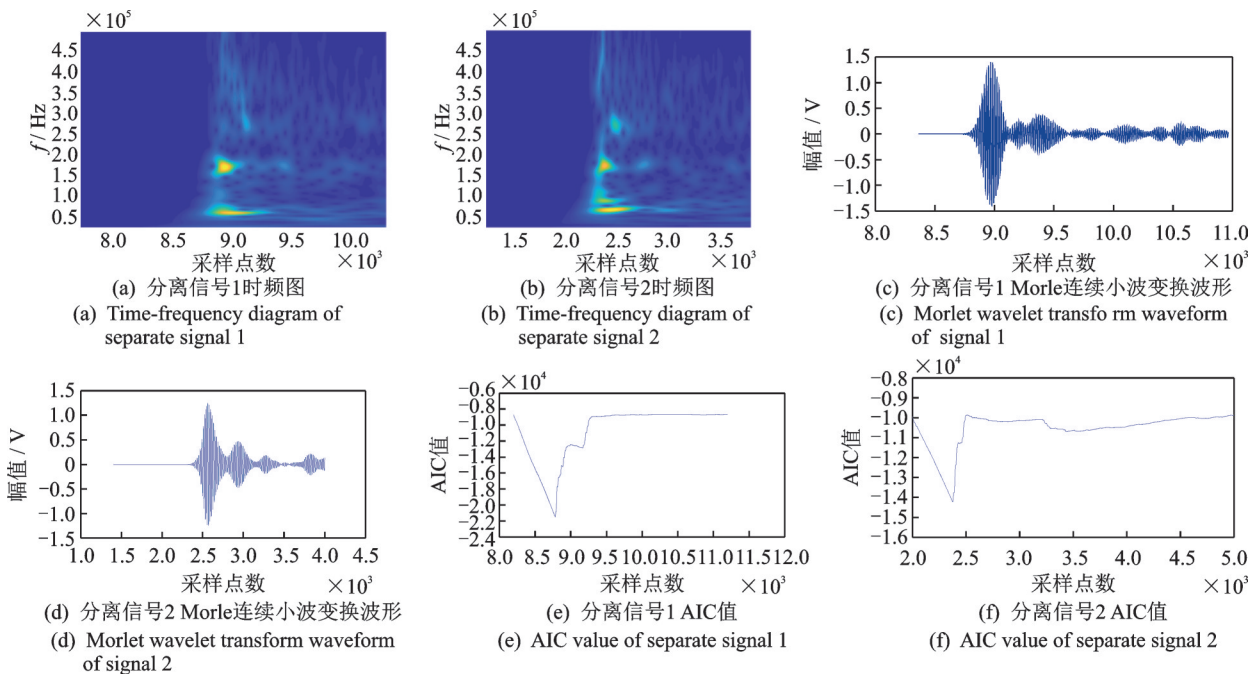 ×10⁵
4.5
3.5
3.0
2.5
2.0
1.5
1.0
0.5
f / Hz
8.0 9.0 9.5 10.0
采样点数 ×10³
(a) 分离信号1时频图
(a) Time-frequency diagram of
separate signal 1
×10⁵
4.5
3.5
3.0
2.5
2.0
1.5
1.0
0.5
f / Hz
1.5 2.0 2.5 3.0 3.5
采样点数 ×10³
(b) 分离信号2时频图
(b) Time-frequency diagram of
separate signal 2
1.5
1.0
0.5
0
−0.5
−1.0
−1.5
幅值 / V
8.0 8.5 9.0 9.5 10.0 10.5 11.0
采样点数 ×10³
(c) 分离信号1 Morle连续小波变换波形
(c) Morlet wavelet transfo rm waveform
of signal 1
1.5
1.0
0.5
0
−0.5
−1.0
−1.5
幅值 / V
1.0 1.5 2.0 2.5 3.0 3.5 4.0 4.5
采样点数 ×10³
(d) 分离信号2 Morle连续小波变换波形
(d) Morlet wavelet transform waveform
of signal 2
×10⁴
−0.6
−0.8
−1.0
−1.2
−1.4
−1.6
−1.8
−2.0
−2.2
−2.4
AIC值
8.0 8.5 9.0 9.5 10.0 10.5 11.0 11.5 12.0
采样点数 ×10³
(e) 分离信号1 AIC值
(e) AIC value of separate signal 1
×10⁴
−0.8
−0.9
−1.0
−1.1
−1.2
−1.3
−1.4
−1.5
−1.6
AIC值
2.0 2.5 3.0 3.5 4.0 4.5 5.0
采样点数 ×10³
(f) 分离信号2 AIC值
(f) AIC value of separate signal 2